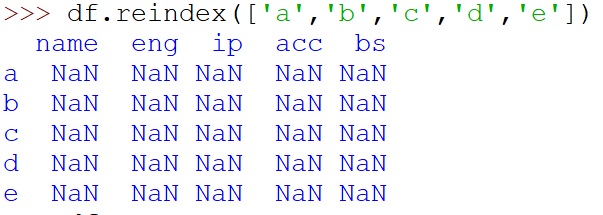 >>> df.reindex(['a','b','c','d','e'])
name eng ip acc bs
a NaN NaN NaN NaN NaN
b NaN NaN NaN NaN NaN
c NaN NaN NaN NaN NaN
d NaN NaN NaN NaN NaN
e NaN NaN NaN NaN NaN